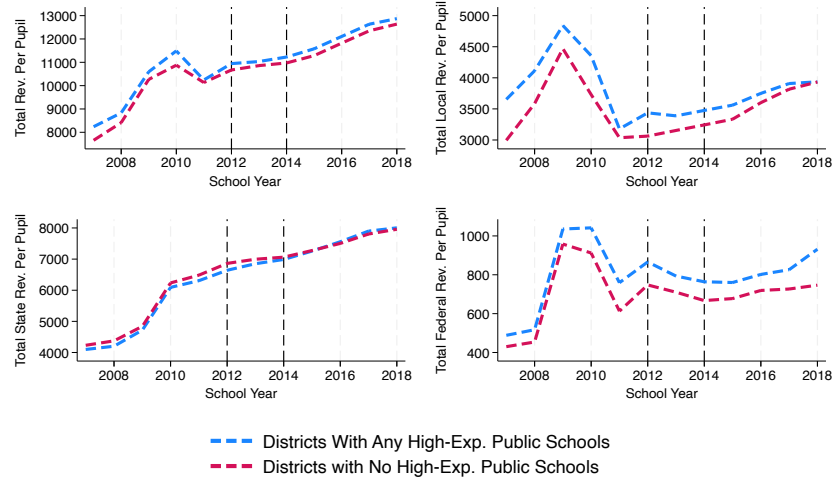 Total Rev. Per Pupil
13000
12000
11000
10000
9000
8000
2008 2010 2012 2014 2016 2018
School Year
Total Local Rev. Per Pupil
5000
4500
4000
3500
3000
2008 2010 2012 2014 2016 2018
School Year
Total State Rev. Per Pupil
8000
7000
6000
5000
4000
2008 2010 2012 2014 2016 2018
School Year
Total Federal Rev. Per Pupil
1000
800
600
400
2008 2010 2012 2014 2016 2018
School Year
Districts With Any High-Exp. Public Schools
Districts with No High-Exp. Public Schools